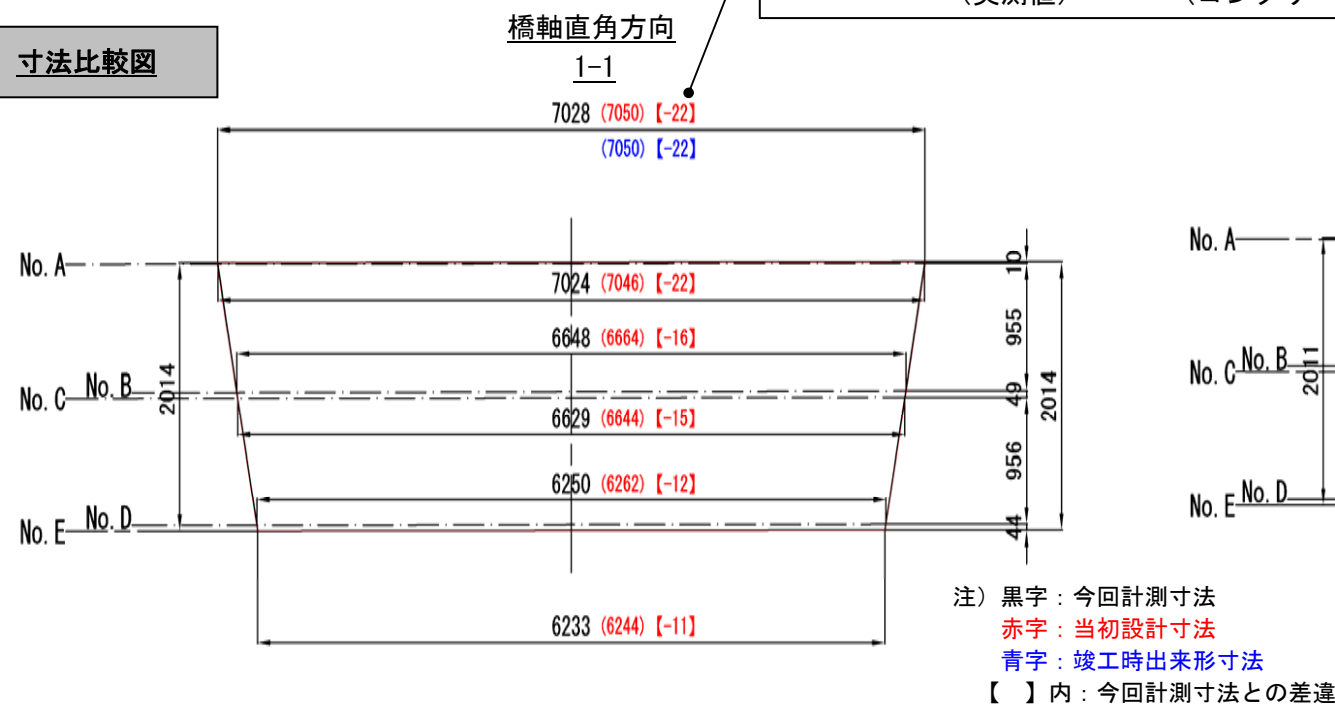 寸法比較図
橋軸直角方向
1-1
7028 (7050)【-22】
(7050)【-22】
No. A
7024 (7046)【-22】
6648 (6664)【-16】
No. B
No. C
6629 (6644)【-15】
6250 (6262)【-12】
No. D
No. E
6233 (6244)【-11】
2014
10
955
49
956
44
2014
No. A
No. B
No. C
2011
No. D
No. E
注）黒字：今回計測寸法
赤字：当初設計寸法
青字：竣工時出来形寸法
【　】内：今回計測寸法との差違